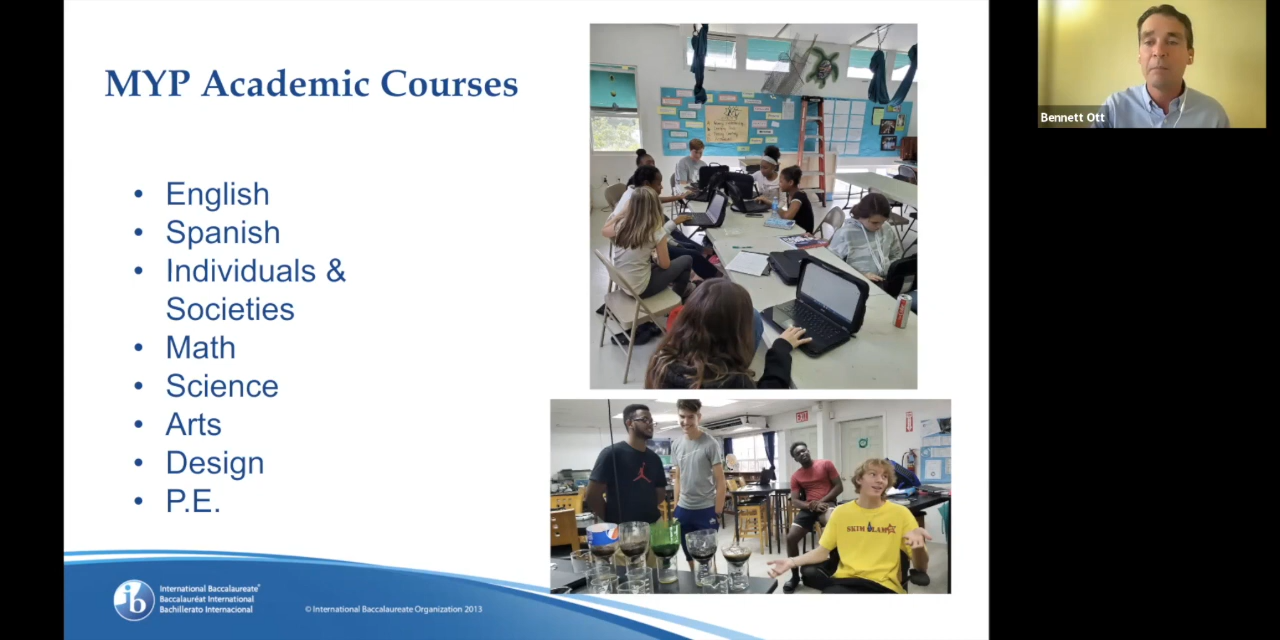 MYP Academic Courses
• English
• Spanish
• Individuals &
Societies
• Math
• Science
• Arts
• Design
• P.E.
International Baccalaureate®
Baccalauréat International
Bachillerato Internacional
© International Baccalaureate Organization 2013
Bennett Ott